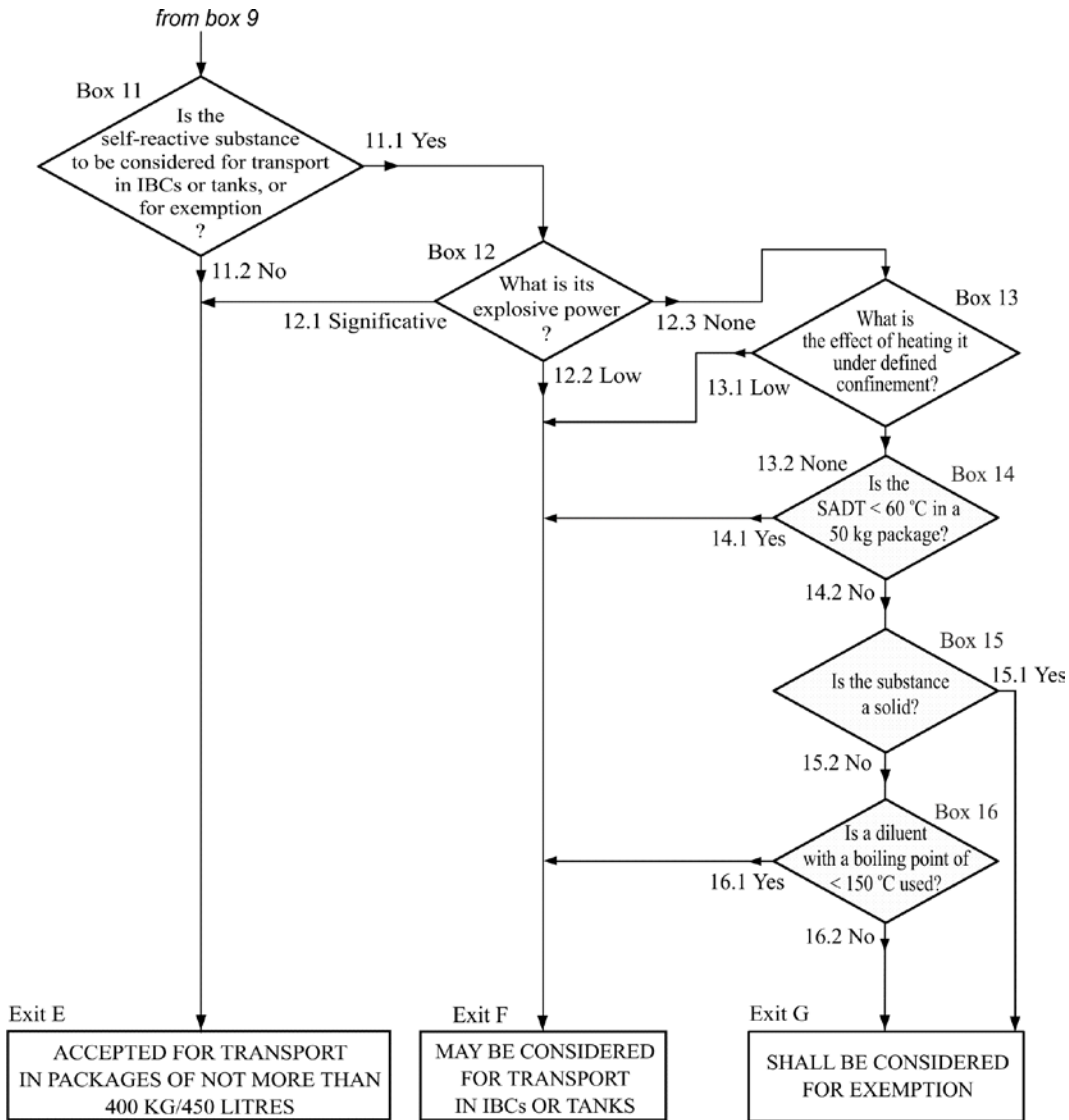 from box 9
Box 11
Is the
self-reactive substance
to be considered for transport
in IBCs or tanks, or
for exemption
?
11.1 Yes
11.2 No
Box 12
What is its
explosive power
?
12.1 Significative
12.3 None
12.2 Low
Box 13
What is
the effect of heating it
under defined
confinement?
13.1 Low
13.2 None
Box 14
Is the
SADT < 60 °C in a
50 kg package?
14.1 Yes
14.2 No
Box 15
15.1 Yes
Is the substance
a solid?
15.2 No
Box 16
Is a diluent
with a boiling point of
< 150 °C used?
16.1 Yes
16.2 No
Exit E
ACCEPTED FOR TRANSPORT
IN PACKAGES OF NOT MORE THAN
400 KG/450 LITRES
Exit F
MAY BE CONSIDERED
FOR TRANSPORT
IN IBCs OR TANKS
Exit G
SHALL BE CONSIDERED
FOR EXEMPTION